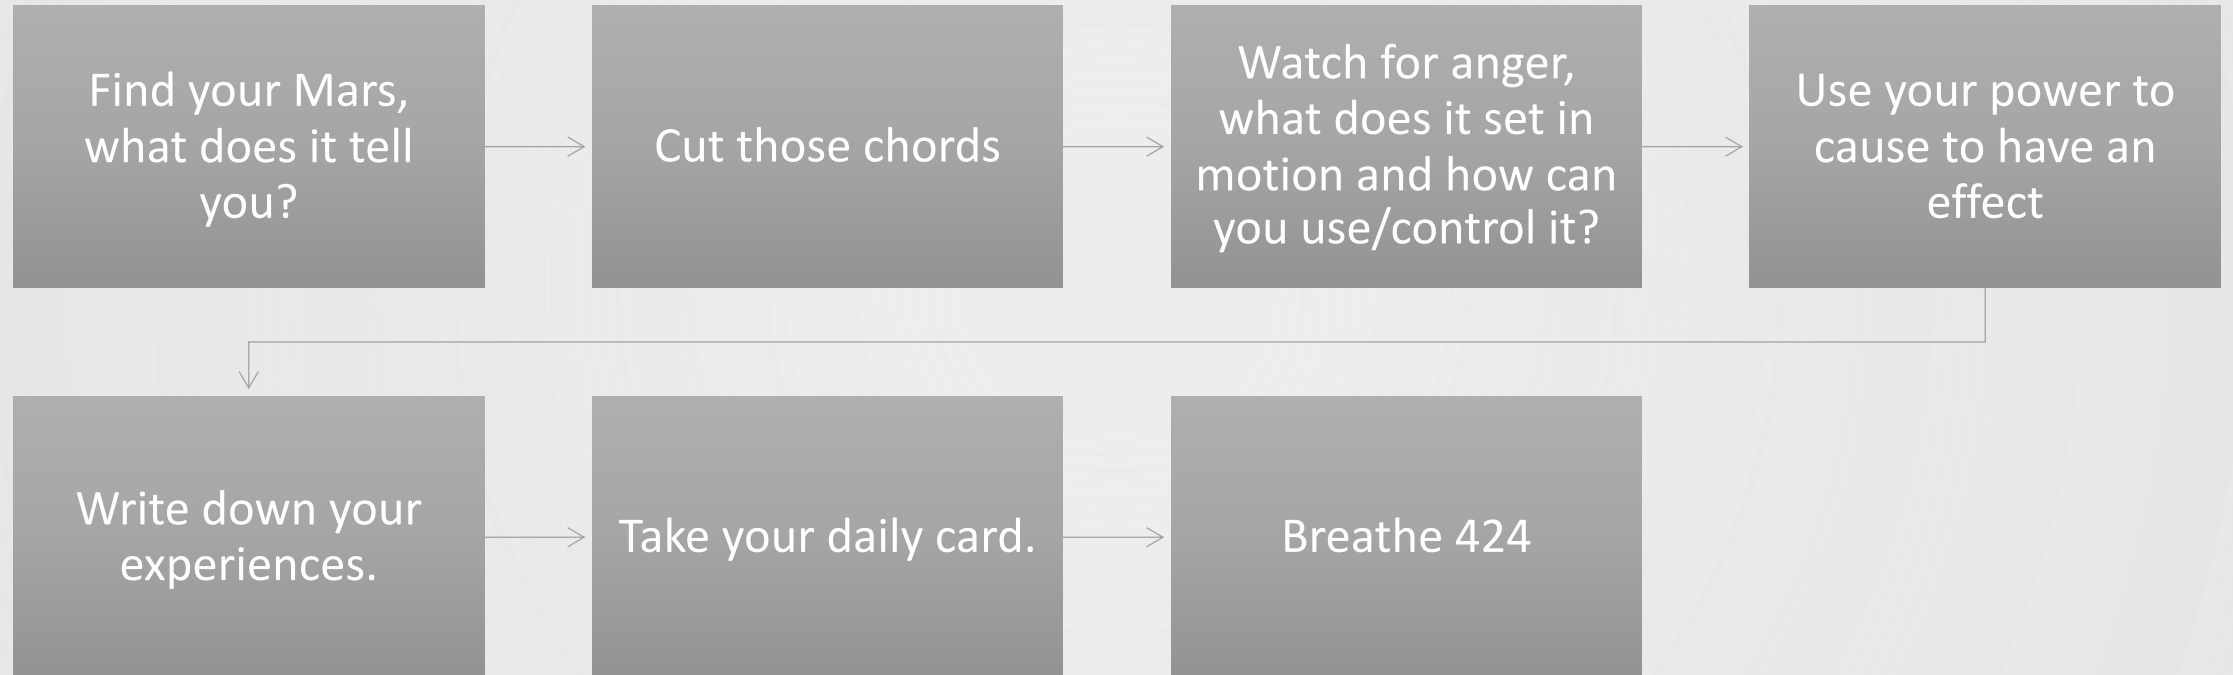 Find your Mars,
what does it tell
you?
Cut those chords
Watch for anger,
what does it set in
motion and how can
you use/control it?
Use your power to
cause to have an
effect
Write down your
experiences.
Take your daily card.
Breathe 424